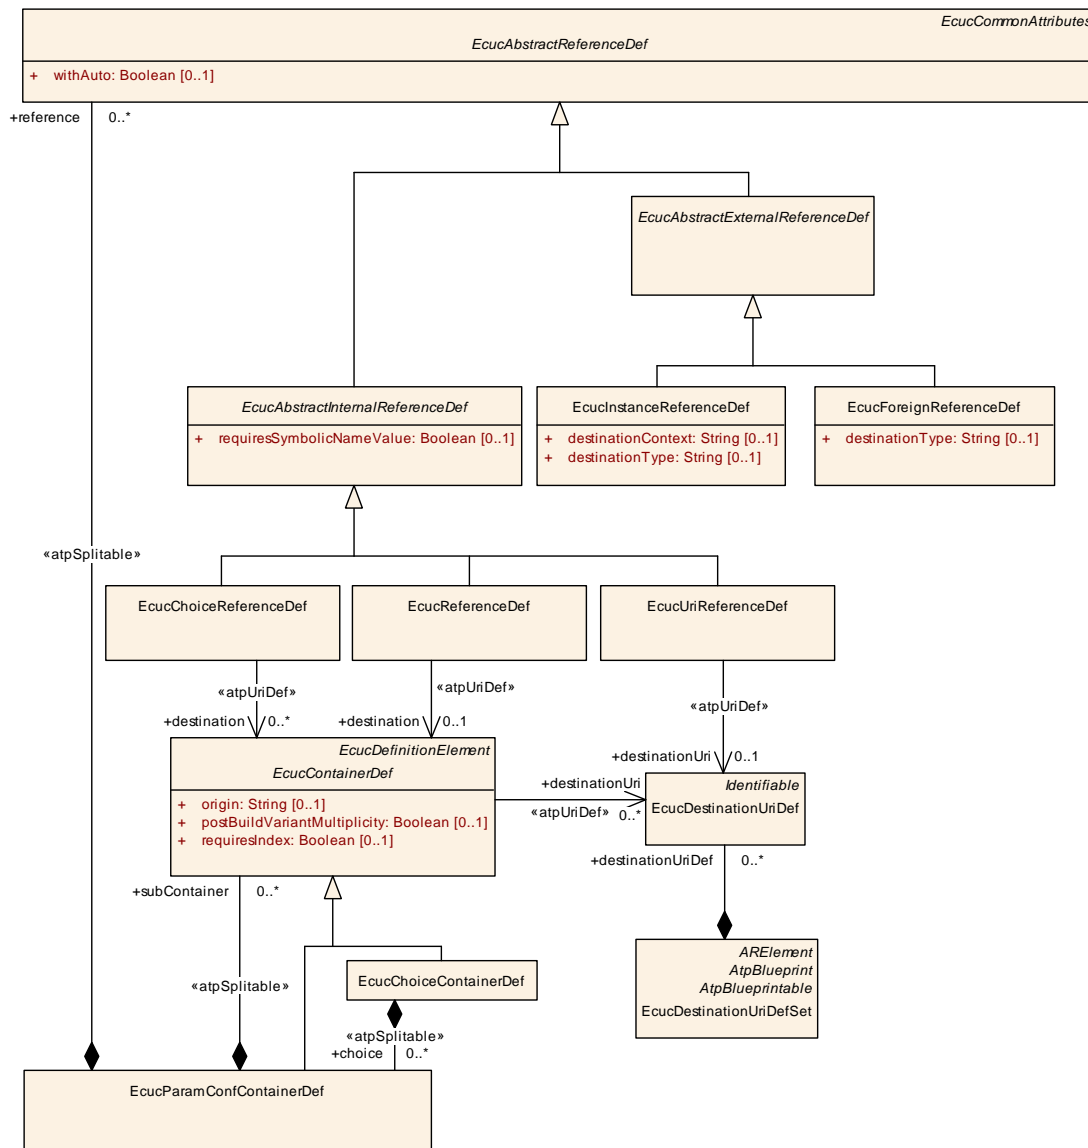 EcucCommonAttributes
EcucAbstractReferenceDef
+ withAuto: Boolean [0..1]
+reference 0..*
EcucAbstractExternalReferenceDef
EcucAbstractInternalReferenceDef
+ requiresSymbolicNameValue: Boolean [0..1]
EcucInstanceReferenceDef
+ destinationContext: String [0..1]
+ destinationType: String [0..1]
EcucForeignReferenceDef
+ destinationType: String [0..1]
«atpSplitable»
EcucChoiceReferenceDef
EcucReferenceDef
EcucUriReferenceDef
«atpUriDef»
+destination 0..*
«atpUriDef»
+destination 0..1
«atpUriDef»
+destinationUri 0..1
EcucDefinitionElement
EcucContainerDef
+ origin: String [0..1]
+ postBuildVariantMultiplicity: Boolean [0..1]
+ requiresIndex: Boolean [0..1]
+destinationUri
«atpUriDef» 0..*
Identifiable
EcucDestinationUriDef
+destinationUriDef 0..*
+subContainer 0..*
«atpSplitable»
EcucChoiceContainerDef
«atpSplitable»
+choice 0..*
ARElement
AtpBlueprint
AtpBlueprintable
EcucDestinationUriDefSet
EcucParamConfContainerDef